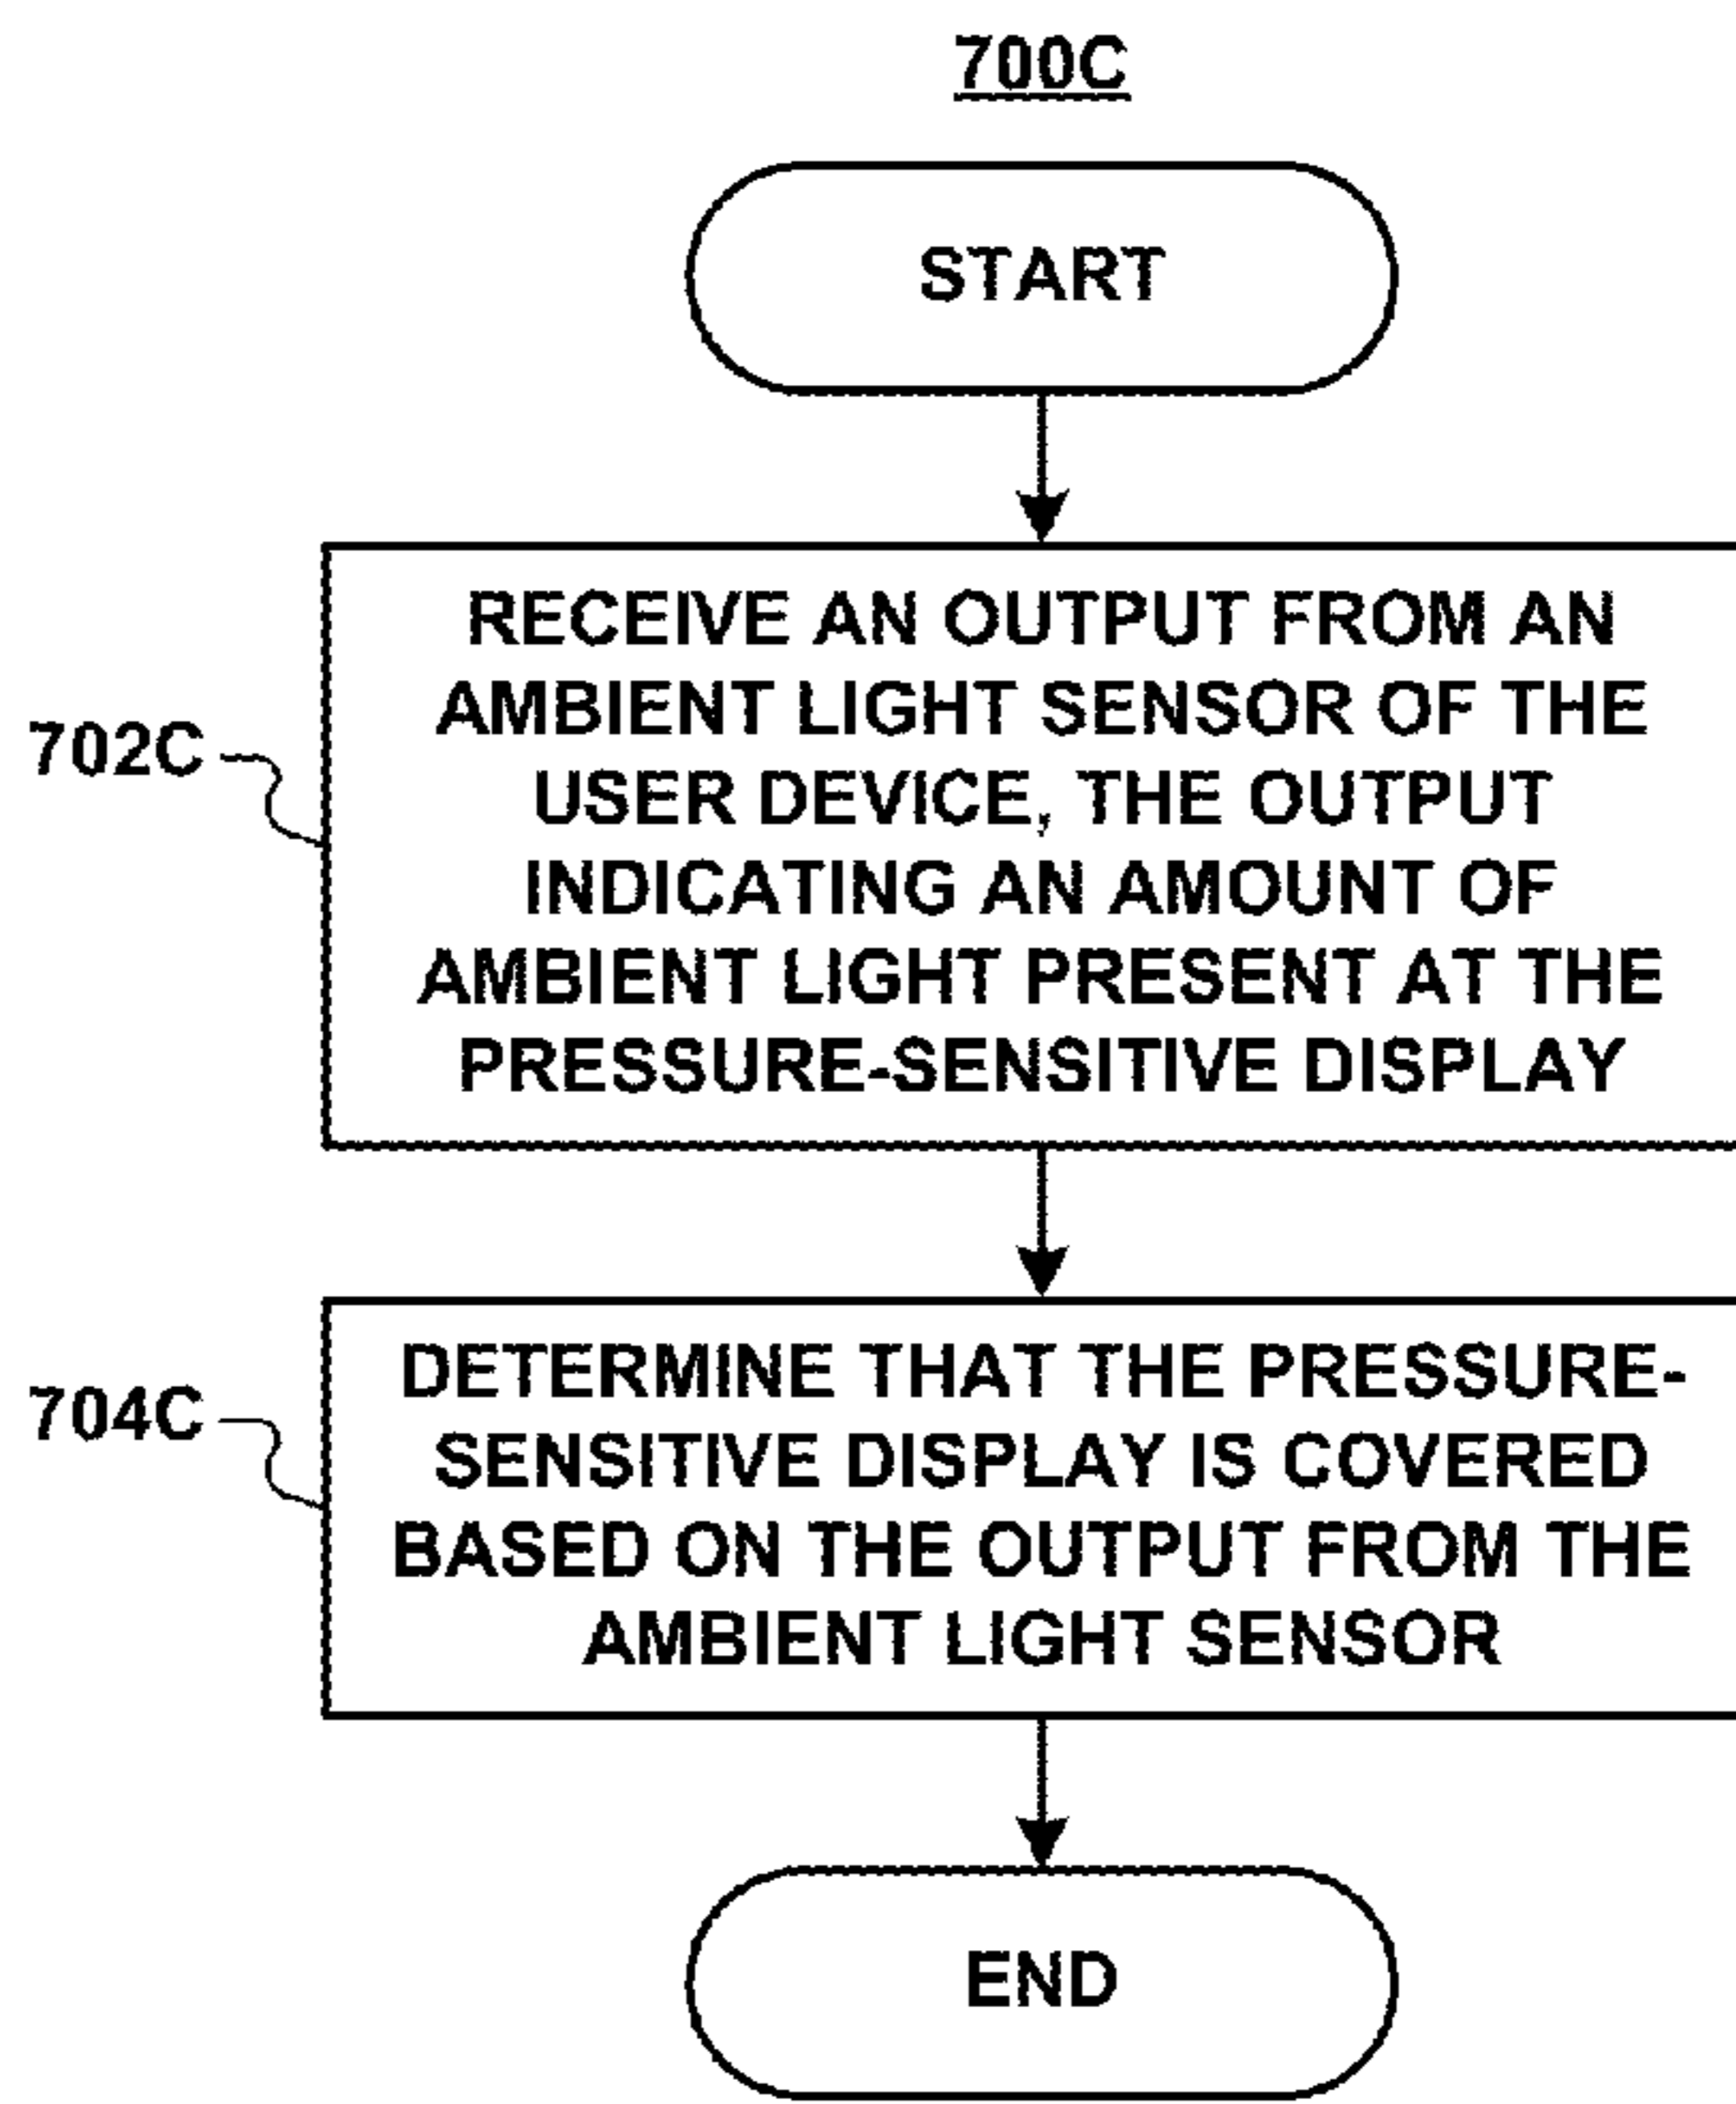 700C
START
702C
RECEIVE AN OUTPUT FROM AN
AMBIENT LIGHT SENSOR OF THE
USER DEVICE, THE OUTPUT
INDICATING AN AMOUNT OF
AMBIENT LIGHT PRESENT AT THE
PRESSURE-SENSITIVE DISPLAY
704C
DETERMINE THAT THE PRESSURE-
SENSITIVE DISPLAY IS COVERED
BASED ON THE OUTPUT FROM THE
AMBIENT LIGHT SENSOR
END